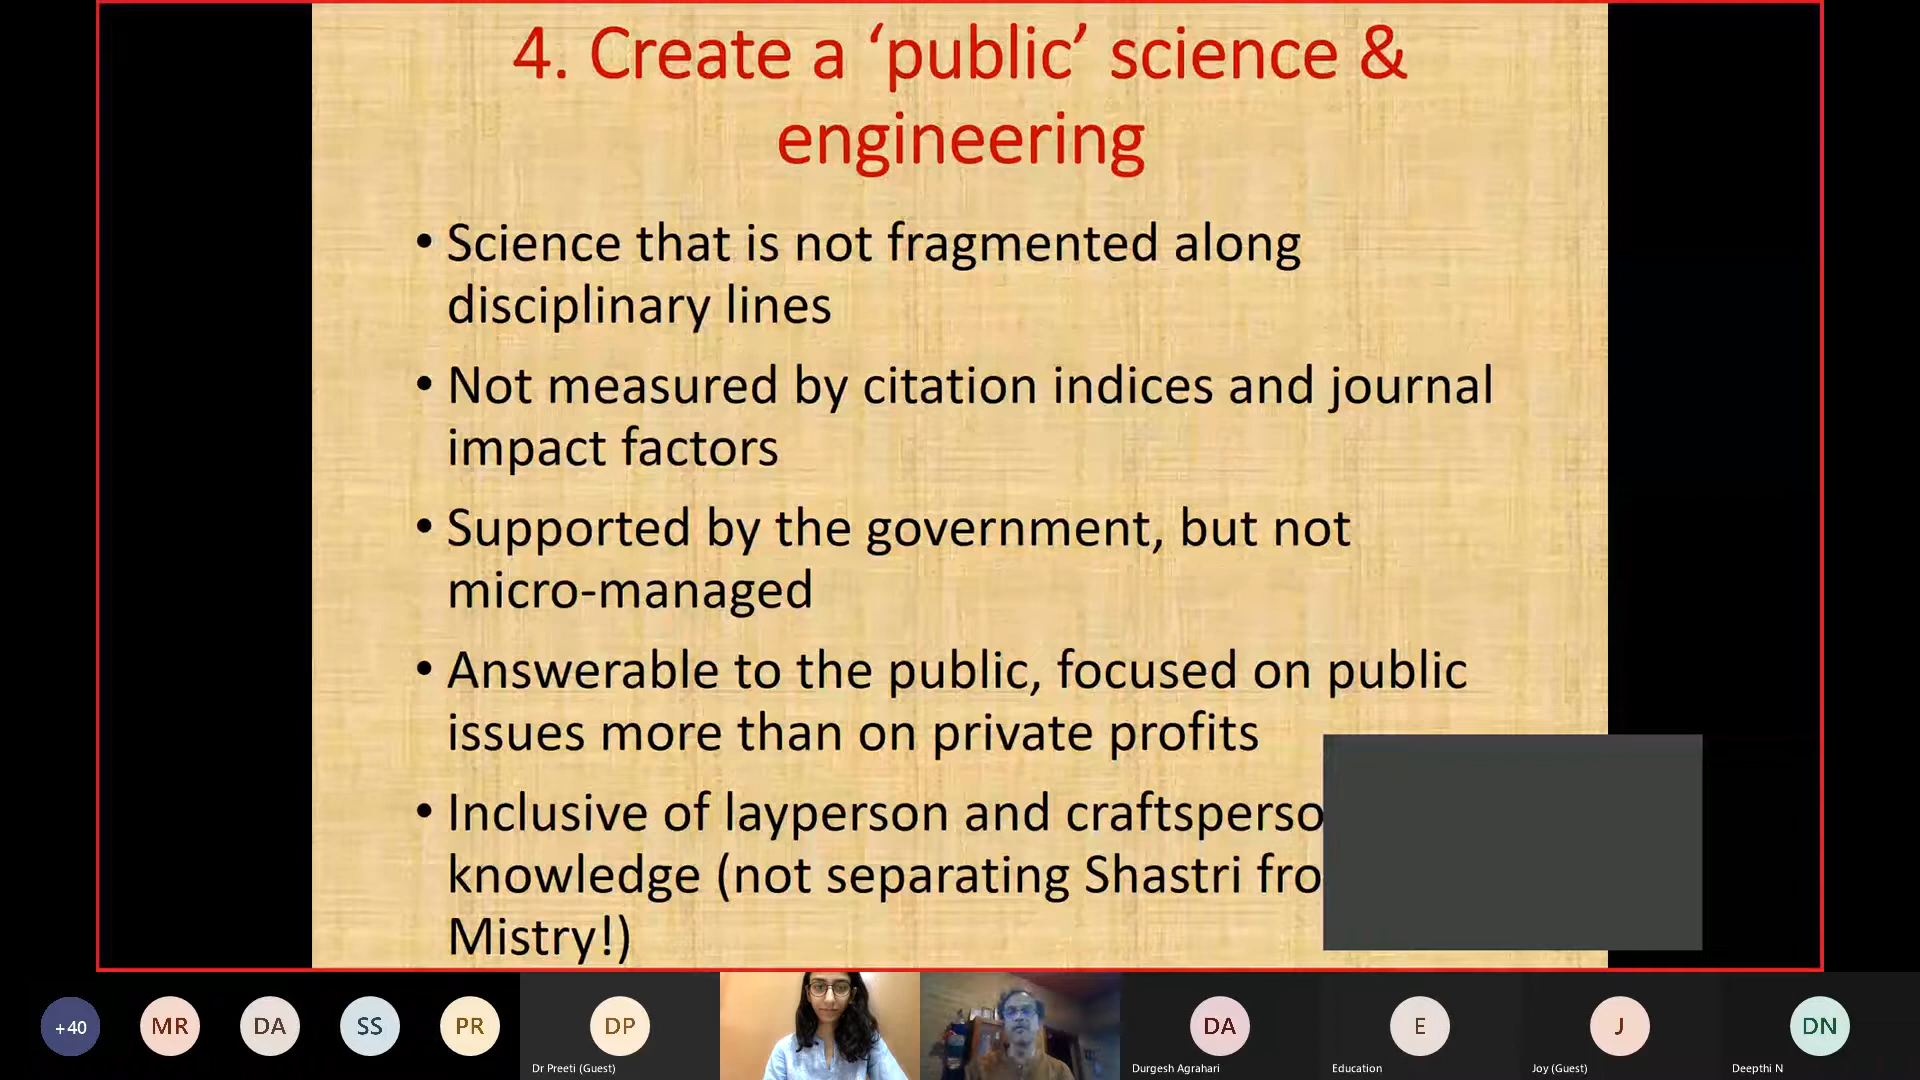 4. Create a ‘public’ science &
engineering
• Science that is not fragmented along
disciplinary lines
• Not measured by citation indices and journal
impact factors
• Supported by the government, but not
micro-managed
• Answerable to the public, focused on public
issues more than on private profits
• Inclusive of layperson and craftsperso
knowledge (not separating Shastri fro
Mistry!)
+40
MR
DA
SS
PR
DP
DA
E
J
DN
Dr Preeti (Guest)
Durgesh Agrahari
Education
Joy (Guest)
Deepthi N